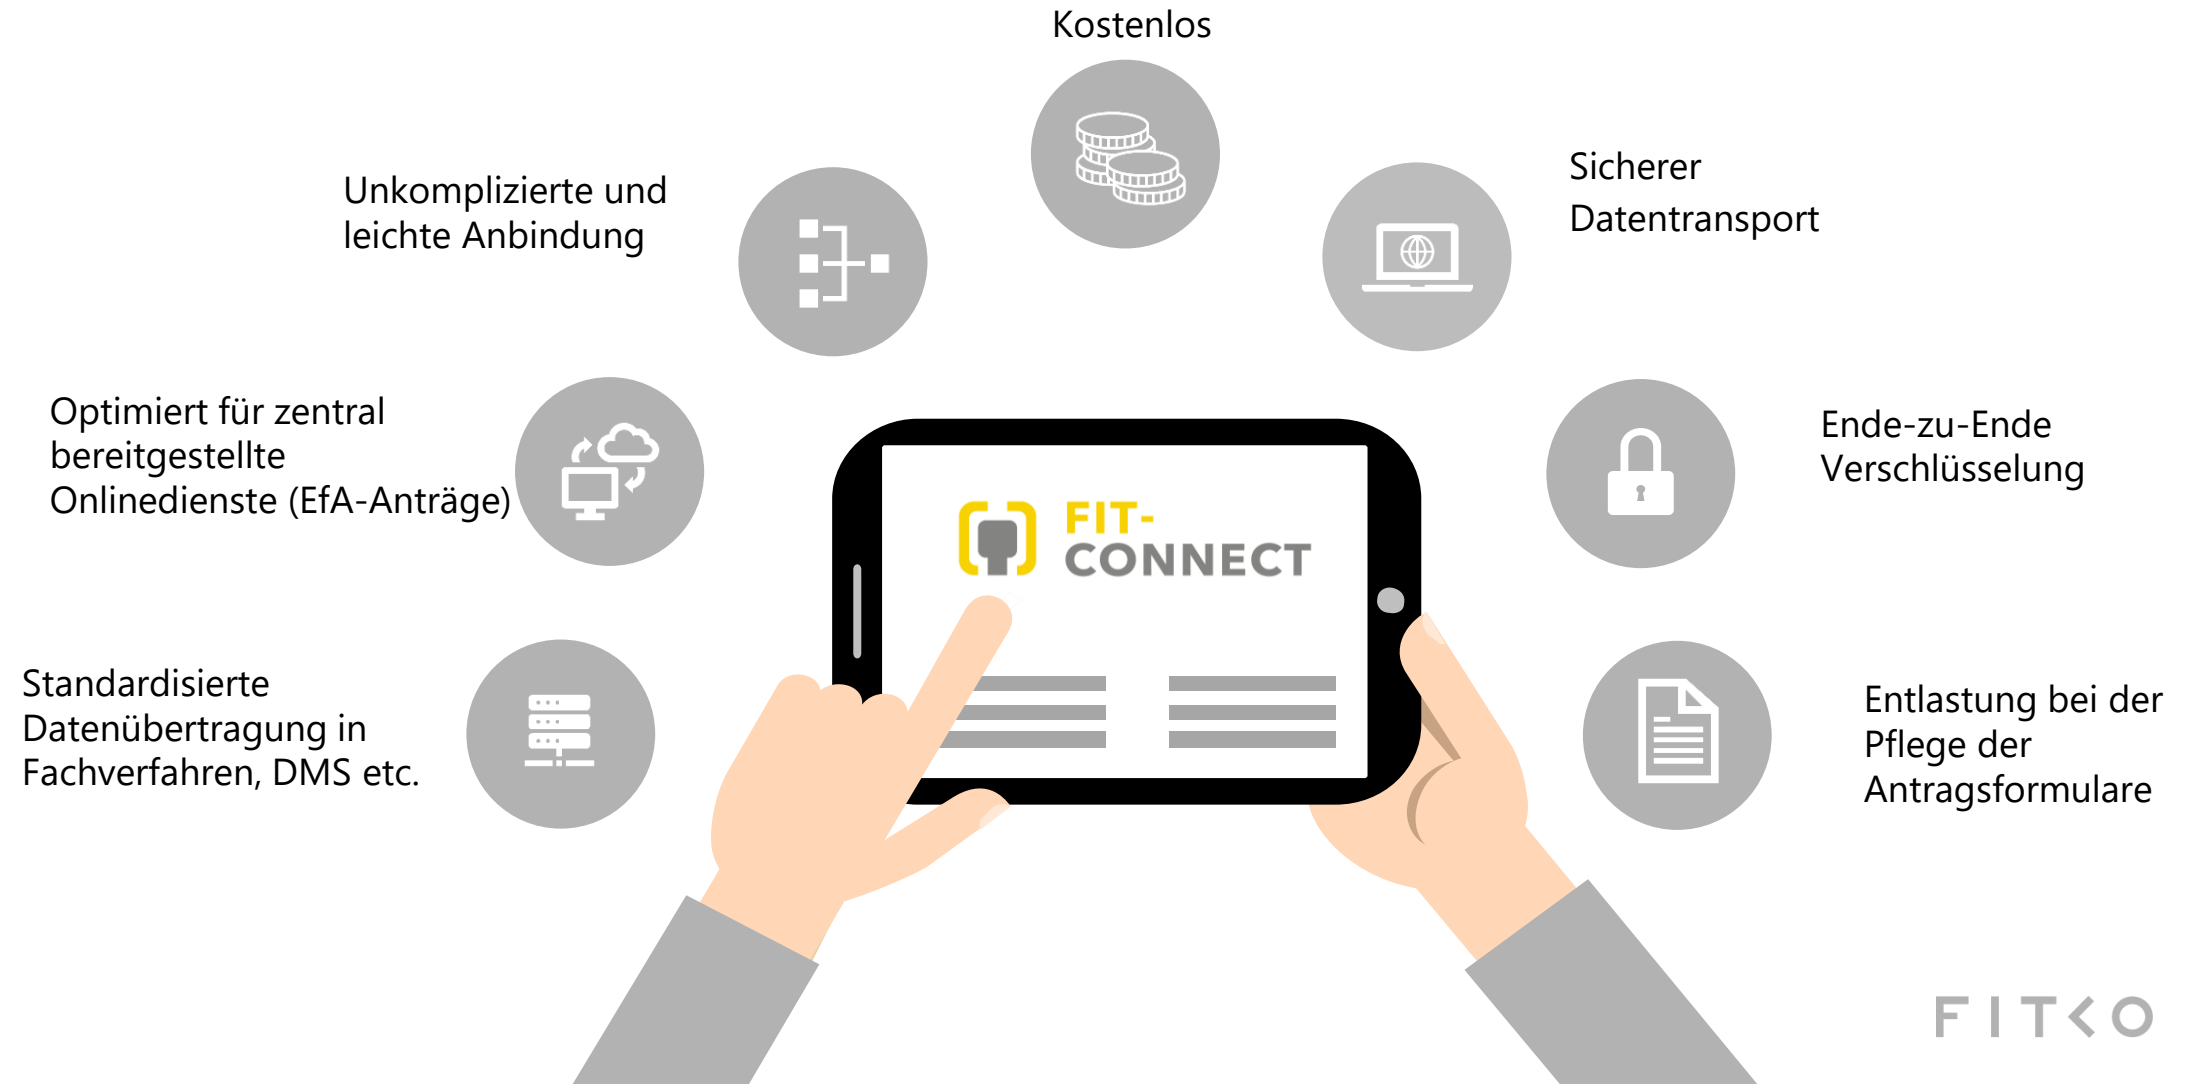 Kostenlos
Unkomplizierte und
leichte Anbindung
Sicherer
Datentransport
Optimiert für zentral
bereitgestellte
Onlinedienste (EfA-Anträge)
Ende-zu-Ende
Verschlüsselung
FIT-
CONNECT
Standardisierte
Datenübertragung in
Fachverfahren, DMS etc.
Entlastung bei der
Pflege der
Antragsformulare
FITKO